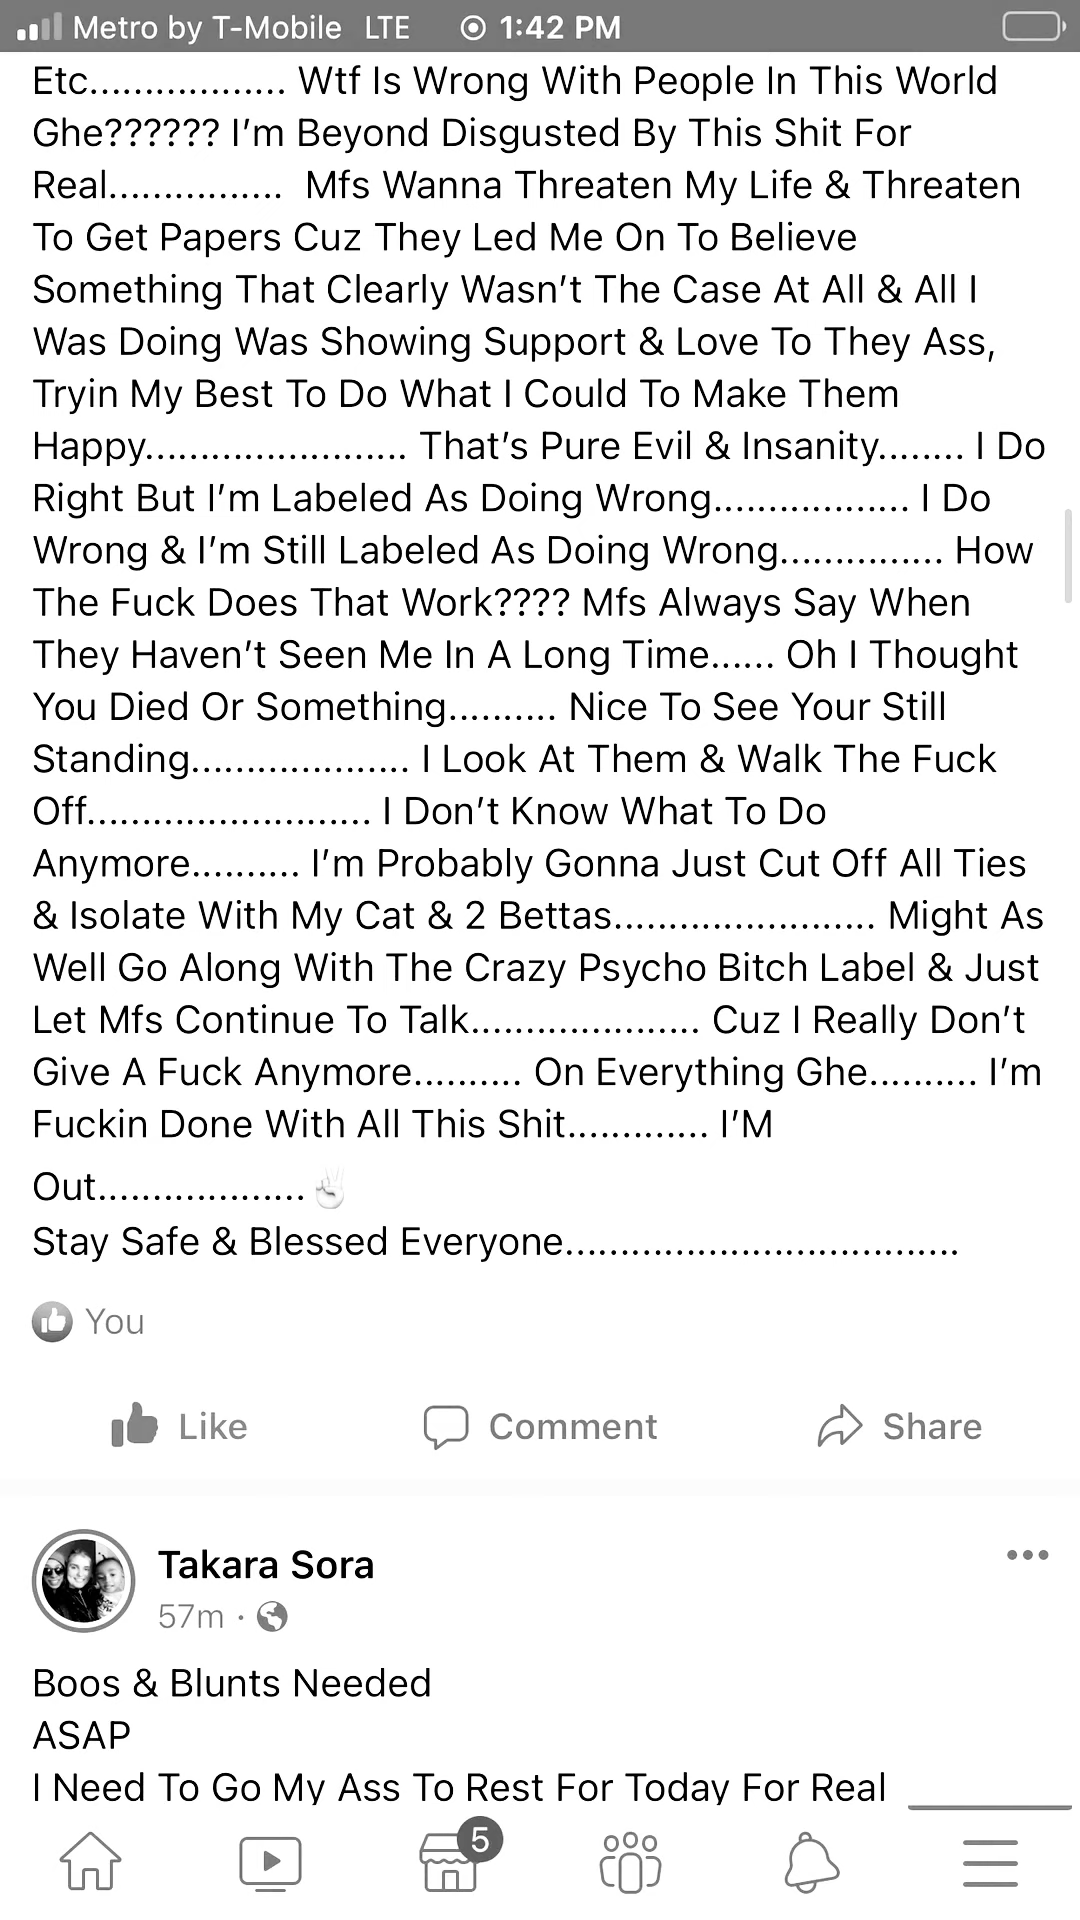 Metro by T-Mobile LTE 1:42 PM
Etc.................. Wtf Is Wrong With People In This World
Ghe?????? I'm Beyond Disgusted By This Shit For
Real................ Mfs Wanna Threaten My Life & Threaten
To Get Papers Cuz They Led Me On To Believe
Something That Clearly Wasn't The Case At All & All I
Was Doing Was Showing Support & Love To They Ass,
Tryin My Best To Do What I Could To Make Them
Happy........................ That's Pure Evil & Insanity........ I Do
Right But I'm Labeled As Doing Wrong.................. I Do
Wrong & I'm Still Labeled As Doing Wrong............... How
The Fuck Does That Work???? Mfs Always Say When
They Haven't Seen Me In A Long Time...... Oh I Thought
You Died Or Something.......... Nice To See Your Still
Standing.................... I Look At Them & Walk The Fuck
Off.......................... I Don't Know What To Do
Anymore.......... I'm Probably Gonna Just Cut Off All Ties
& Isolate With My Cat & 2 Bettas........................ Might As
Well Go Along With The Crazy Psycho Bitch Label & Just
Let Mfs Continue To Talk..................... Cuz I Really Don't
Give A Fuck Anymore.......... On Everything Ghe.......... I'm
Fuckin Done With All This Shit............. I'M
Out...................✌
Stay Safe & Blessed Everyone....................................
You
Like Comment Share
Takara Sora
57m ·
Boos & Blunts Needed
ASAP
I Need To Go My Ass To Rest For Today For Real
5